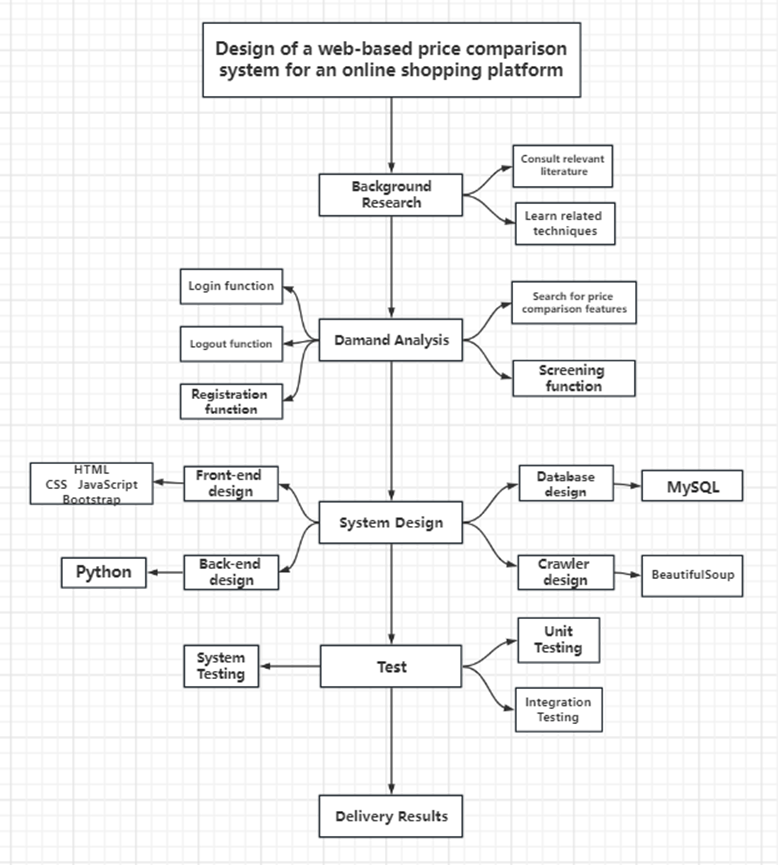 Design of a web-based price comparison
system for an online shopping platform
Background
Research
Consult relevant
literature
Learn related
techniques
Login function
Logout function
Registration
function
Damand Analysis
Search for price
comparison features
Screening
function
HTML
CSS JavaScript
Bootstrap
Front-end
design
Python
Back-end
design
System Design
Database
design
MySQL
Crawler
design
BeautifulSoup
System
Testing
Test
Unit
Testing
Integration
Testing
Delivery Results